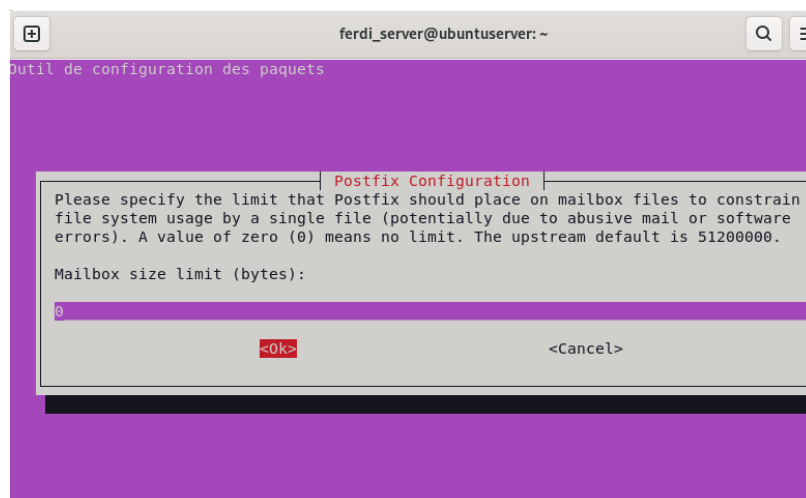 ferdi_server@ubuntuserver: ~
Outil de configuration des paquets
Postfix Configuration
Please specify the limit that Postfix should place on mailbox files to constrain
file system usage by a single file (potentially due to abusive mail or software
errors). A value of zero (0) means no limit. The upstream default is 51200000.
Mailbox size limit (bytes):
0
<Ok> <Cancel>